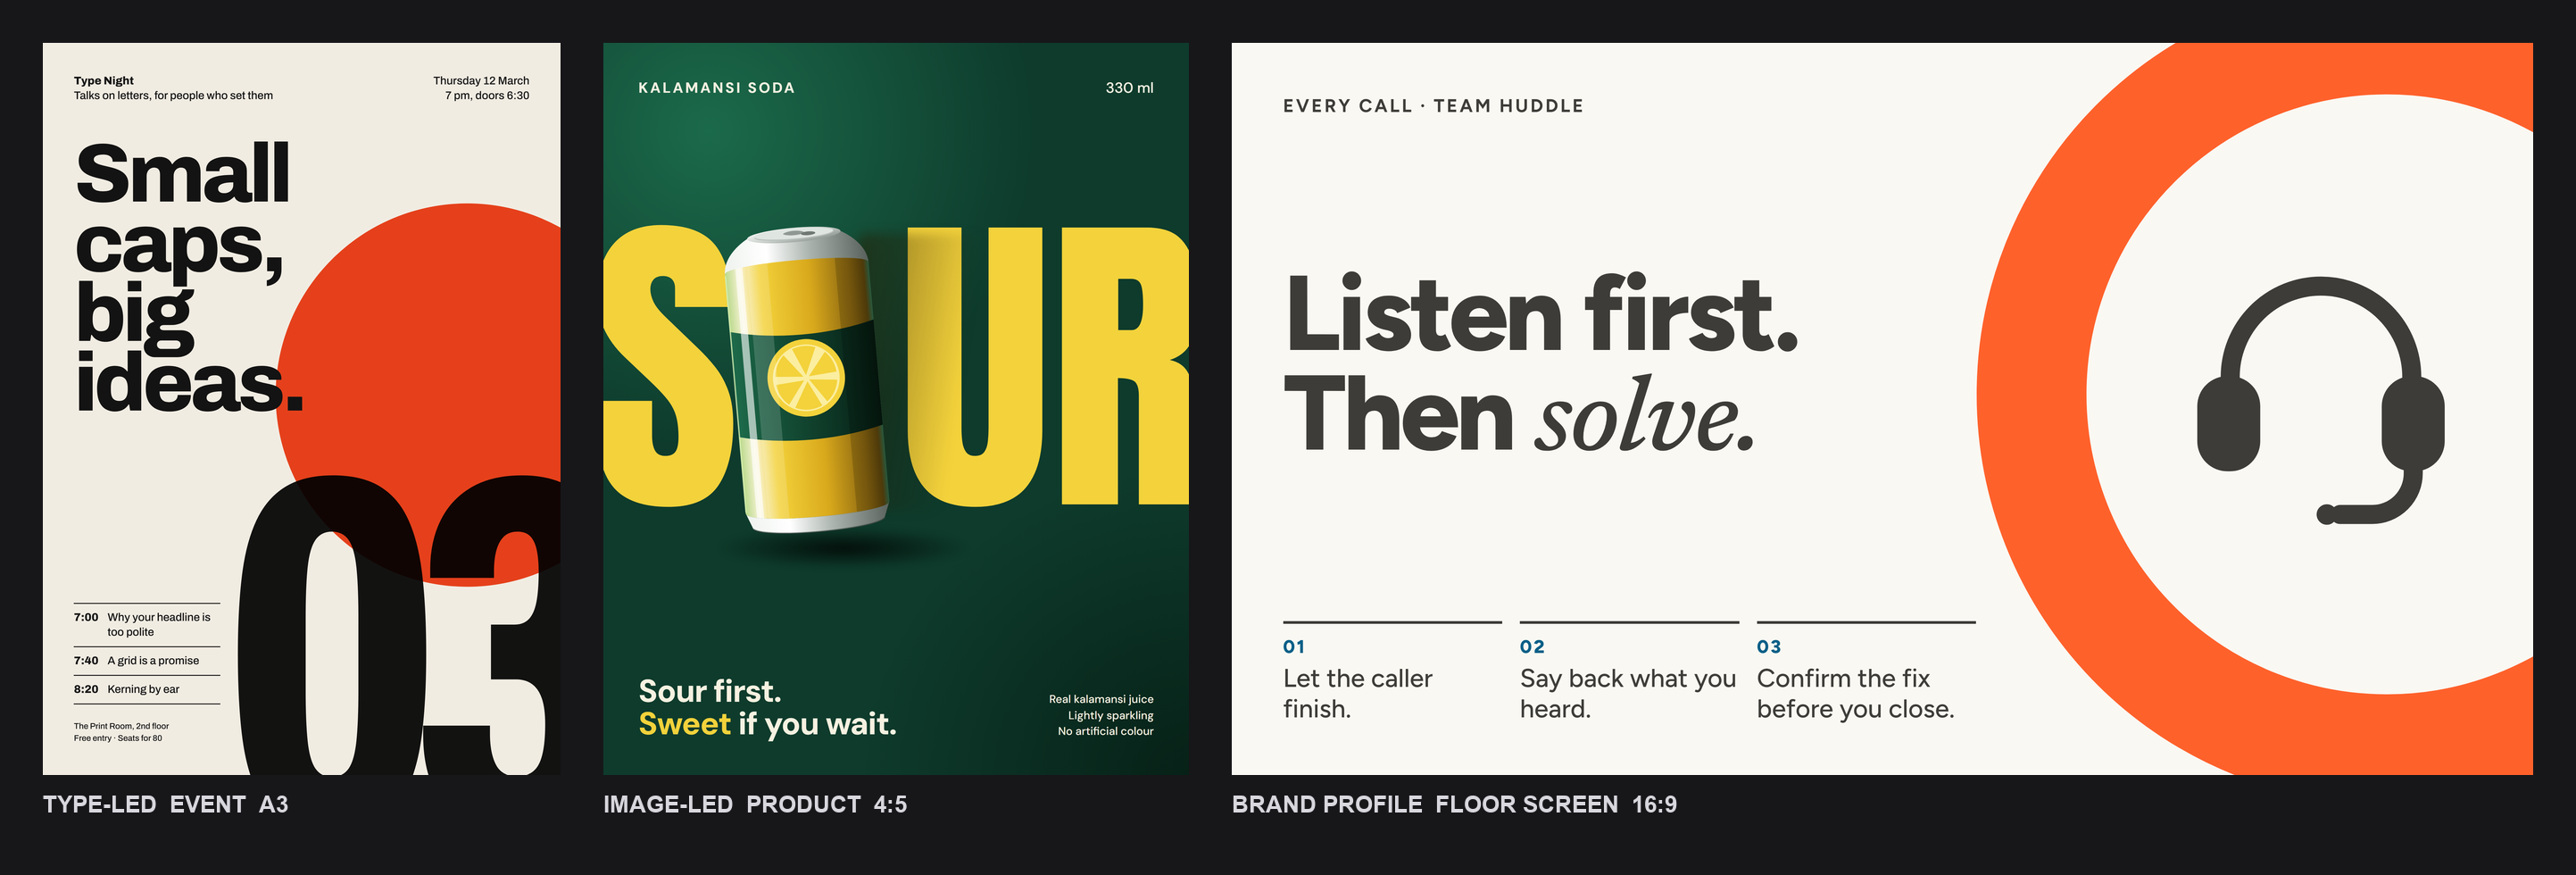 Type Night
Talks on letters, for people who set them
Thursday 12 March
7 pm, doors 6:30
Small
caps,
big
ideas.
03
7:00 Why your headline is
too polite
7:40 A grid is a promise
8:20 Kerning by ear
The Print Room, 2nd floor
Free entry · Seats for 80
TYPE-LED EVENT A3
KALAMANSI SODA
330 ml
S UR
Sour first.
Sweet if you wait.
Real kalamansi juice
Lightly sparkling
No artificial colour
IMAGE-LED PRODUCT 4:5
EVERY CALL · TEAM HUDDLE
Listen first.
Then solve.
01
Let the caller
finish.
02
Say back what you
heard.
03
Confirm the fix
before you close.
BRAND PROFILE FLOOR SCREEN 16:9